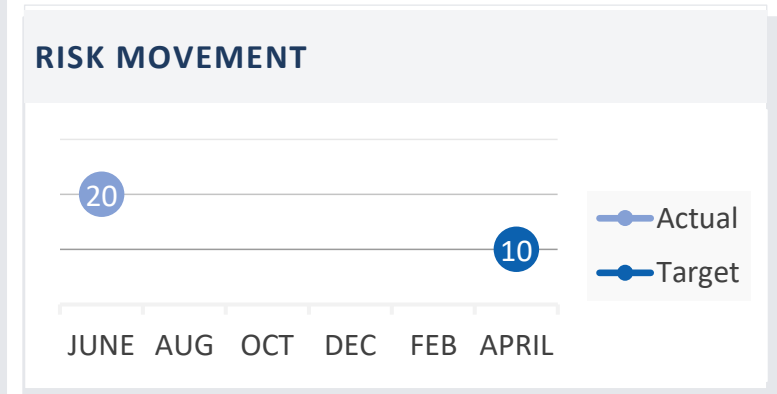 RISK MOVEMENT
20
10
Actual
Target
JUNE AUG OCT DEC FEB APRIL